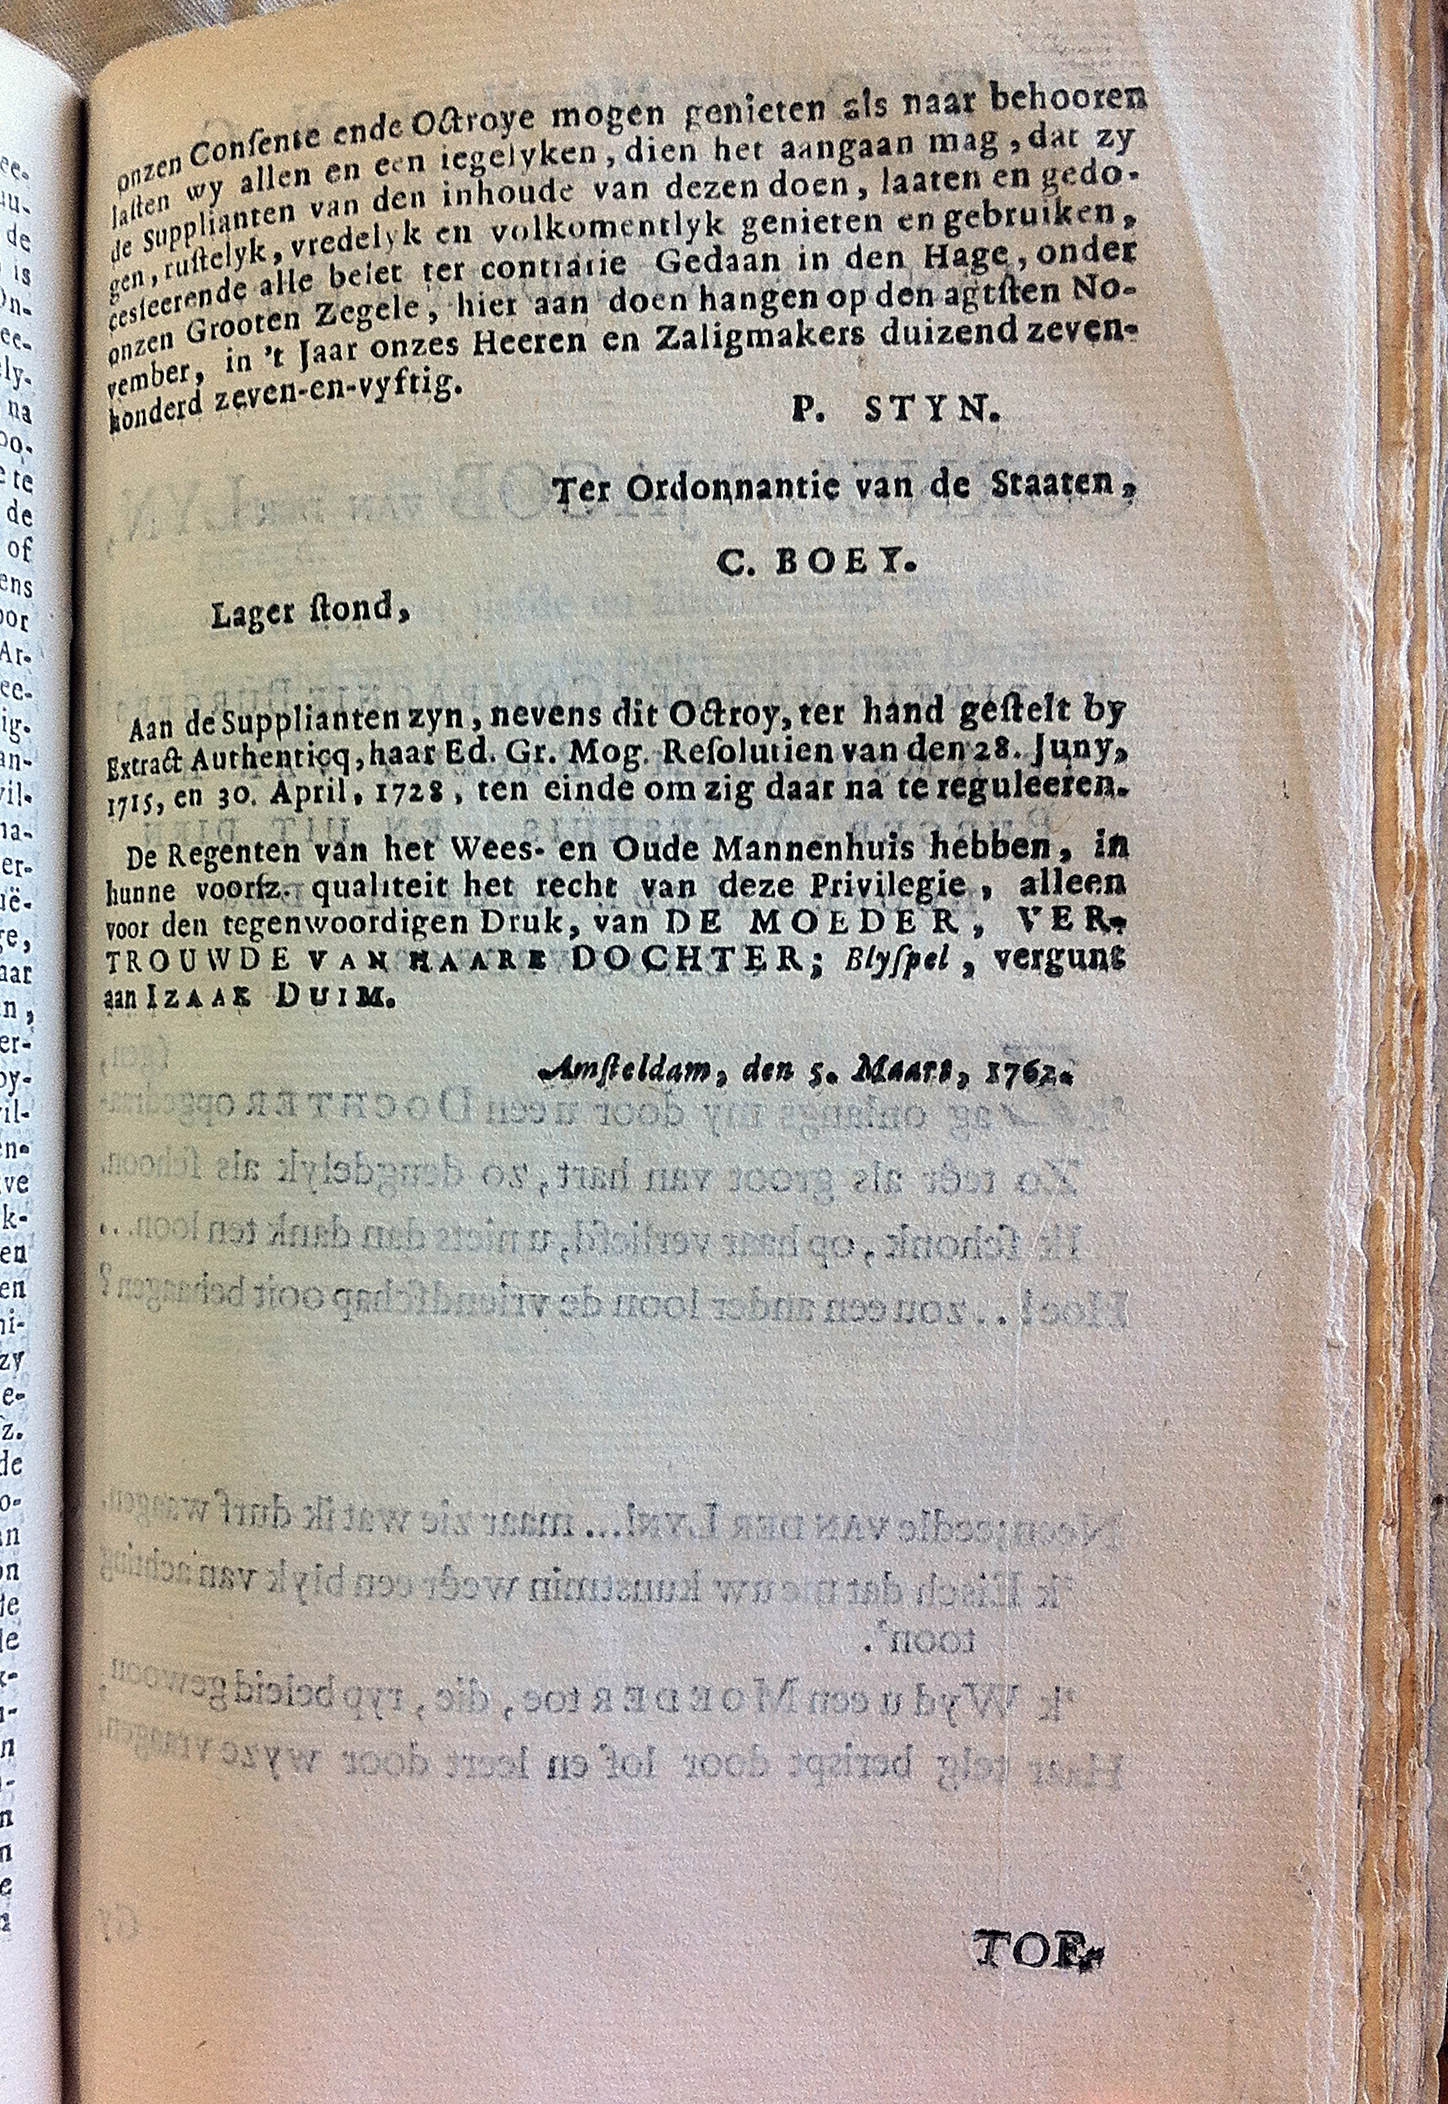 onzen Conſente ende Octroye mogen genieten als naar behooren
laſten wy allen en een iegelyken, dien het aangaan mag, dat zy
de Supplianten van den inhoude van dezen doen, laaten en gedo-
gen, ruſtelyk, vredelyk en volkomentlyk genieten en gebruiken,
cesſeerende alle belet ter contrarie Gedaan in den Hage, onder
onzen Grooten Zegele, hier aan doen hangen op den agtſten No-
vember, in 't Jaar onzes Heeren en Zaligmakers duizend zeven-
honderd zeven-en-vyftig.
P. STYN.
Ter Ordonnantie van de Staaten,
C. BOEY.
Lager ſtond,
Aan de Supplianten zyn, nevens dit Octroy, ter hand geſtelt by
Extract Authenticq, haar Ed. Gr. Mog. Reſolutien van den 28. Juny,
1715, en 30. April, 1728, ten einde om zig daar na te reguleeren.
De Regenten van het Wees- en Oude Mannenhuis hebben, in
hunne voorſz. qualiteit het recht van deze Privilegie, alleen
voor den tegenwoordigen Druk, van DE MOEDER, VER-
TROUWDE VAN HAARE DOCHTER; Blyſpel, vergunt
aan IZAAK DUIM.
Amſteldam, den 5. Maart, 1762.
TOE-